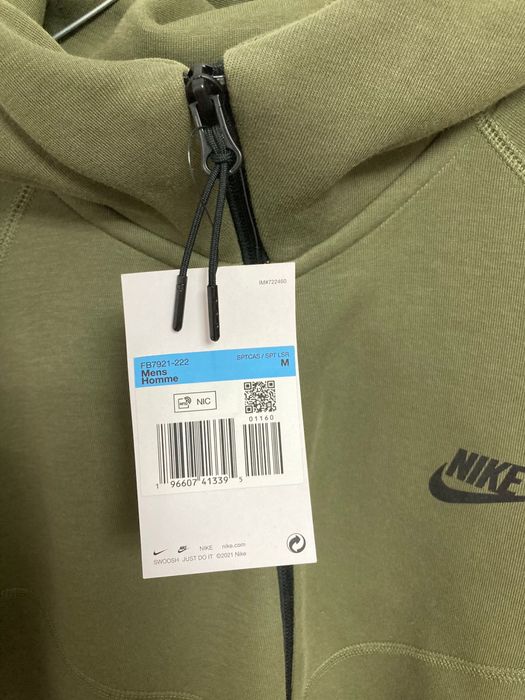 IM#722460
FB7921-222 SPTCAS / SPT LSR
Mens M
Homme
NIC
01160
1 96607 41339 5
NIKE nike.com
SWOOSH JUST DO IT ©2021 Nike
NIKE